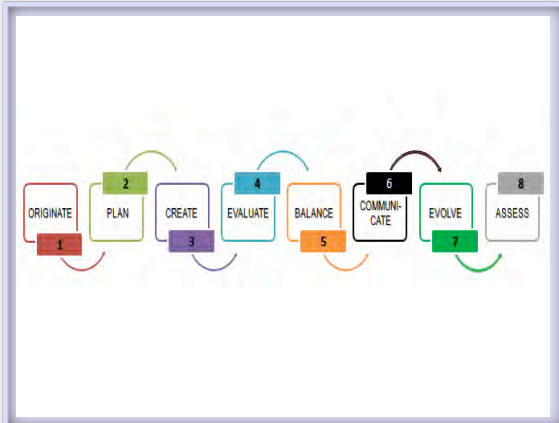 2
4
6
8
ORIGINATE
PLAN
CREATE
EVALUATE
BALANCE
COMMUNI-
CATE
EVOLVE
ASSESS
1
3
5
7